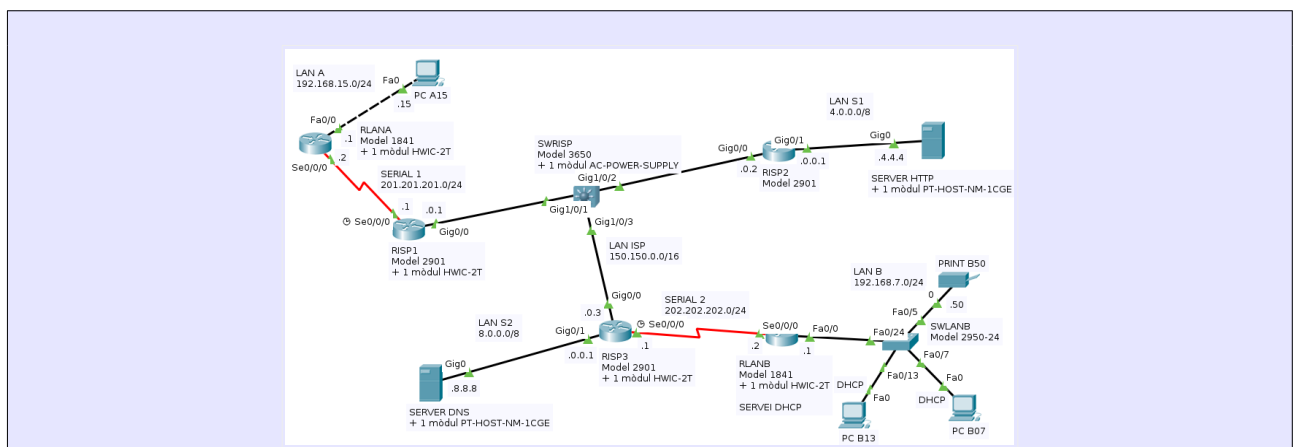 LAN A
192.168.15.0/24
Fa0
PC A15
.15
Fa0/0
.1
RLANA
Model 1841
+ 1 mòdul HWIC-2T
.2
Se0/0/0
SERIAL 1
201.201.201.0/24
.1
.0.1
Se0/0/0
Gig0/0
RISP1
Model 2901
+ 1 mòdul HWIC-2T
SWRISP
Model 3650
+ 1 mòdul AC-POWER-SUPPLY
Gig1/0/2
Gig1/0/1
Gig1/0/3
LAN ISP
150.150.0.0/16
LAN S1
4.0.0.0/8
Gig0/0
Gig0/1
Gig0
.0.2
.0.0.1
.4.4.4
RISP2
Model 2901
SERVER HTTP
+ 1 mòdul PT-HOST-NM-1CGE
Gig0/0
.0.3
SERIAL 2
202.202.202.0/24
LAN S2
8.0.0.0/8
Gig0/1
Se0/0/0
.1
.0.0.1
RISP3
Model 2901
+ 1 mòdul HWIC-2T
Gig0
.8.8.8
SERVER DNS
+ 1 mòdul PT-HOST-NM-1CGE
Se0/0/0
Fa0/0
.2
.1
RLANB
Model 1841
+ 1 mòdul HWIC-2T
SERVEI DHCP
LAN B
192.168.7.0/24
PRINT B50
0
.50
Fa0/5
Fa0/24
SWLANB
Model 2950-24
Fa0/7
Fa0/13
DHCP
Fa0
PC B13
Fa0
DHCP
PC B07